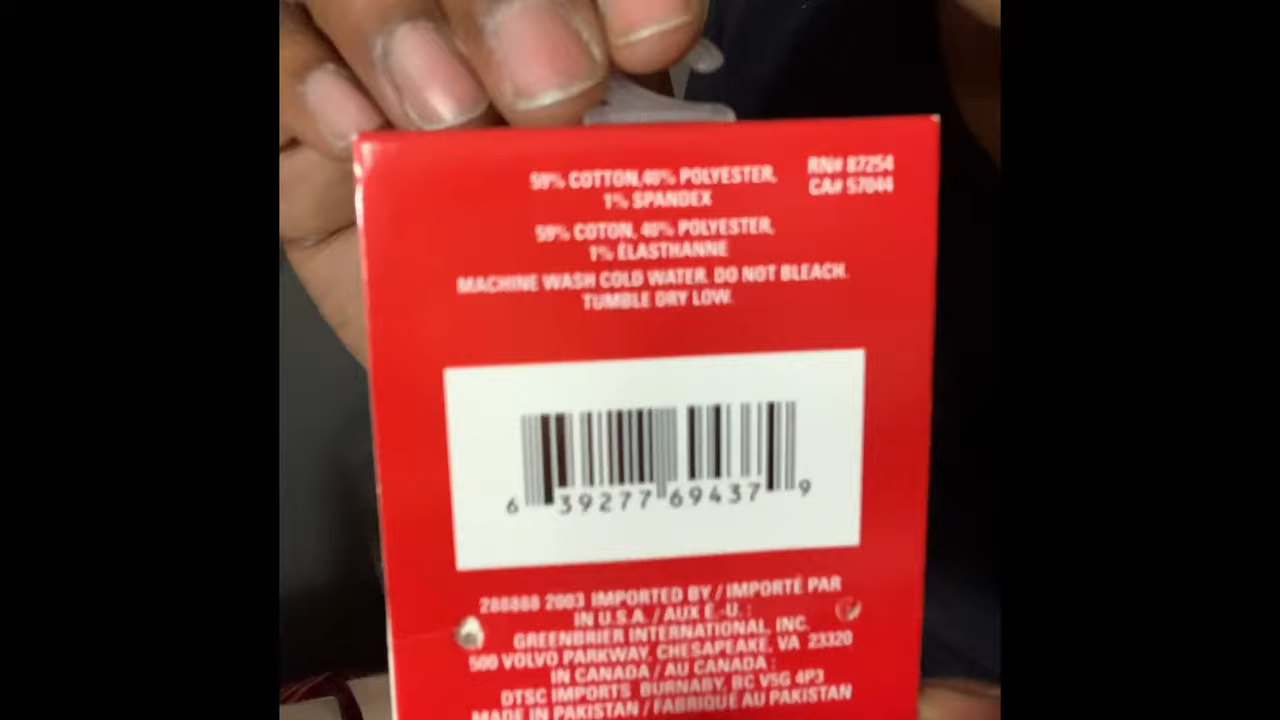 59% COTTON,40% POLYESTER,
1% SPANDEX
RN# 87254
CA# 57044
59% COTON, 40% POLYESTER,
1% ÉLASTHANNE
MACHINE WASH COLD WATER. DO NOT BLEACH.
TUMBLE DRY LOW.
6 39277 69437 9
288888 2003 IMPORTED BY / IMPORTÉ PAR
IN U.S.A. / AUX É.-U. :
GREENBRIER INTERNATIONAL, INC.
500 VOLVO PARKWAY, CHESAPEAKE, VA 23320
IN CANADA / AU CANADA :
DTSC IMPORTS BURNABY, BC V5G 4P3
MADE IN PAKISTAN / FABRIQUÉ AU PAKISTAN